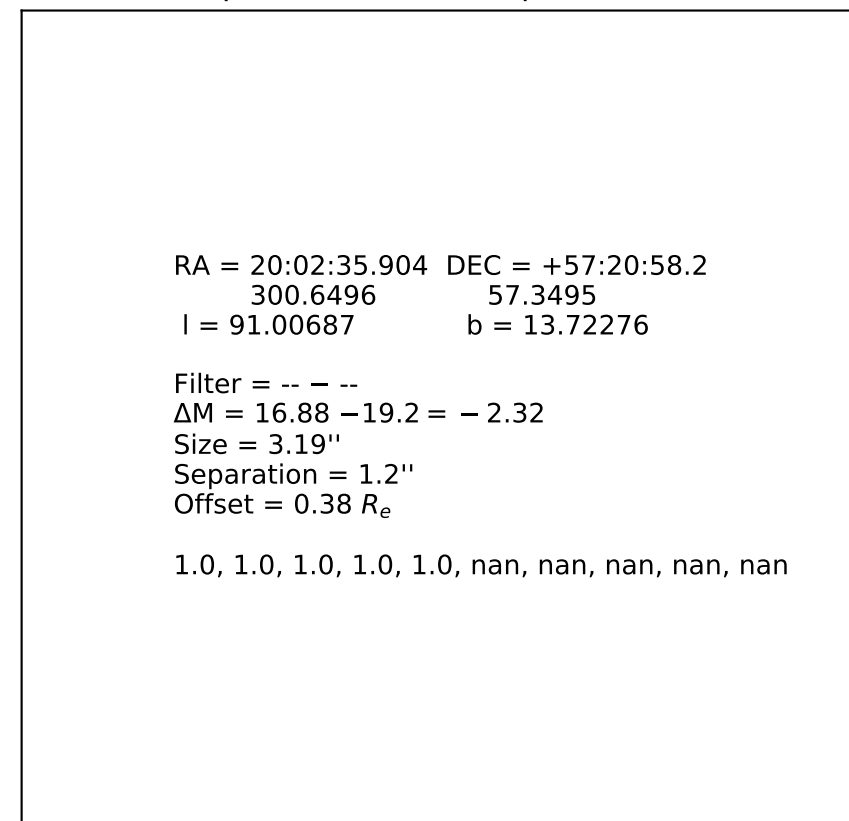 RA = 20:02:35.904  DEC = +57:20:58.2
300.6496 57.3495
l = 91.00687 b = 13.72276
Filter = -- − --
ΔM = 16.88 −19.2 = − 2.32
Size = 3.19''
Separation = 1.2''
Offset = 0.38 Re
1.0, 1.0, 1.0, 1.0, 1.0, nan, nan, nan, nan, nan